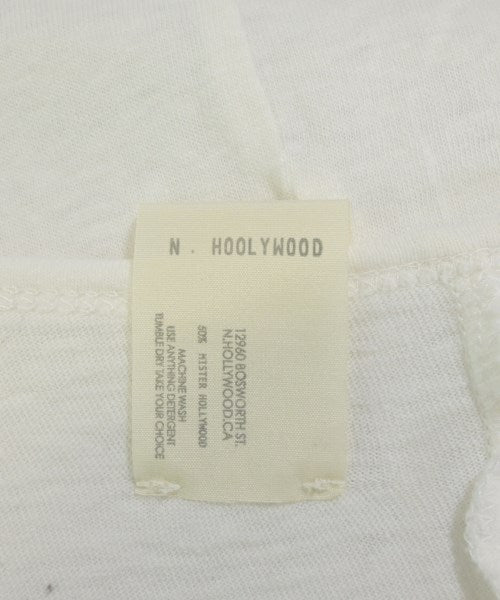 N. HOOLYWOOD
12960 BOSWORTH ST.
N.HOLLYWOOD.CA
50% MISTER HOLLYWOOD
MACHINE WASH
USE ANYTHING DETERGENT
TUMBLE DRY TAKE YOUR CHOICE